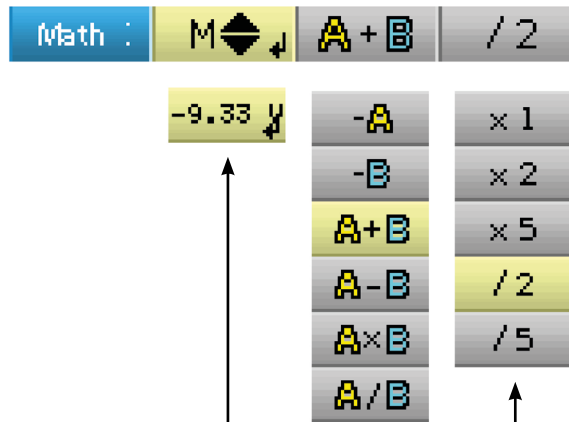 Math : M A + B / 2
-9.33 V
-A
-B
A+B
A-B
A×B
A/B
x 1
x 2
x 5
/ 2
/ 5